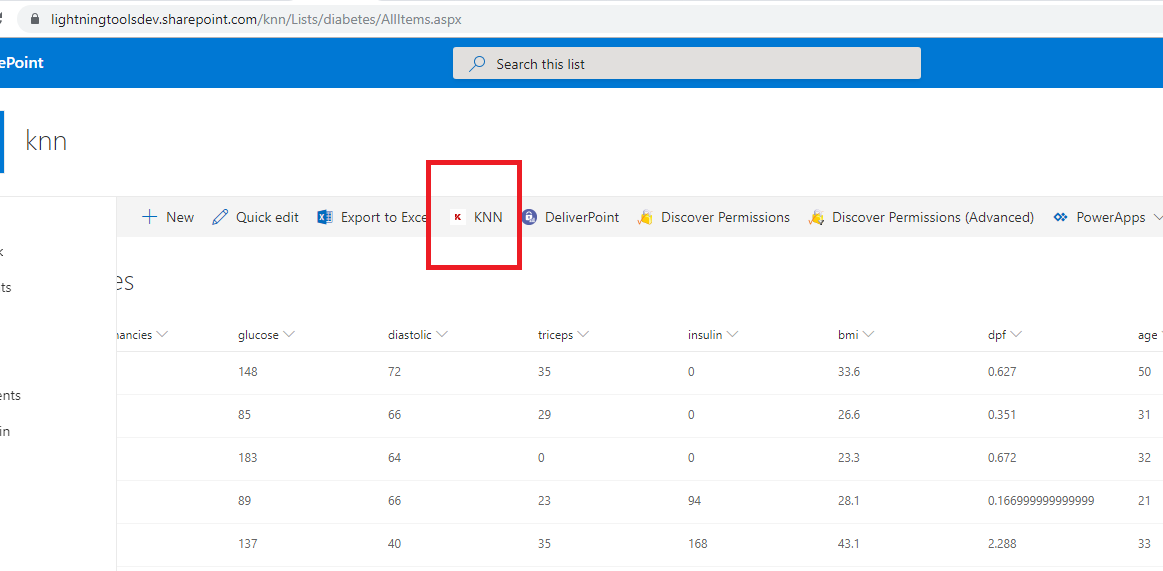 lightningtoolsdev.sharepoint.com/knn/Lists/diabetes/AllItems.aspx
ePoint Search this list
knn
New Quick edit Export to Exce K KNN DeliverPoint Discover Permissions Discover Permissions (Advanced) PowerApps
k
ts
es
nancies glucose diastolic triceps insulin bmi dpf age
148 72 35 0 33.6 0.627 50
ents
85 66 29 0 26.6 0.351 31
in
183 64 0 0 23.3 0.672 32
89 66 23 94 28.1 0.166999999999999 21
137 40 35 168 43.1 2.288 33